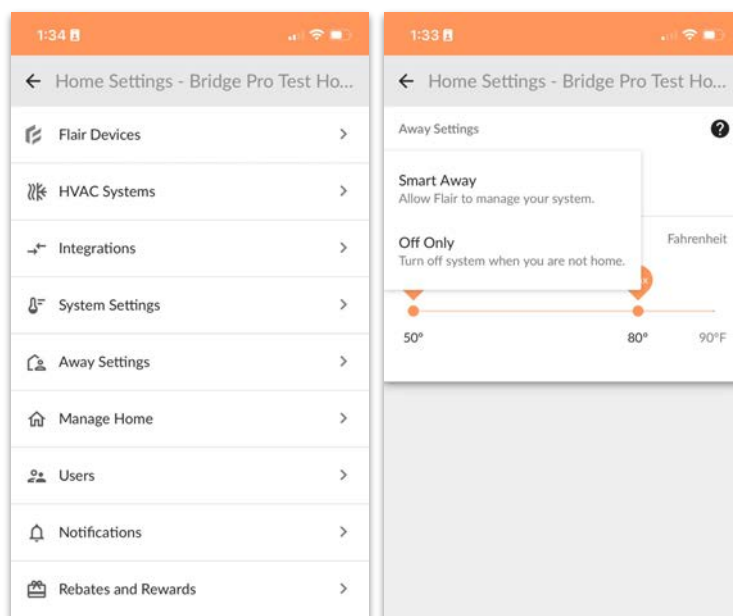 1:34
Home Settings - Bridge Pro Test Ho...
Flair Devices
HVAC Systems
Integrations
System Settings
Away Settings
Manage Home
Users
Notifications
Rebates and Rewards
1:33
Home Settings - Bridge Pro Test Ho...
Away Settings
Smart Away
Allow Flair to manage your system.
Off Only
Turn off system when you are not home.
Fahrenheit
50°
80°
90°F